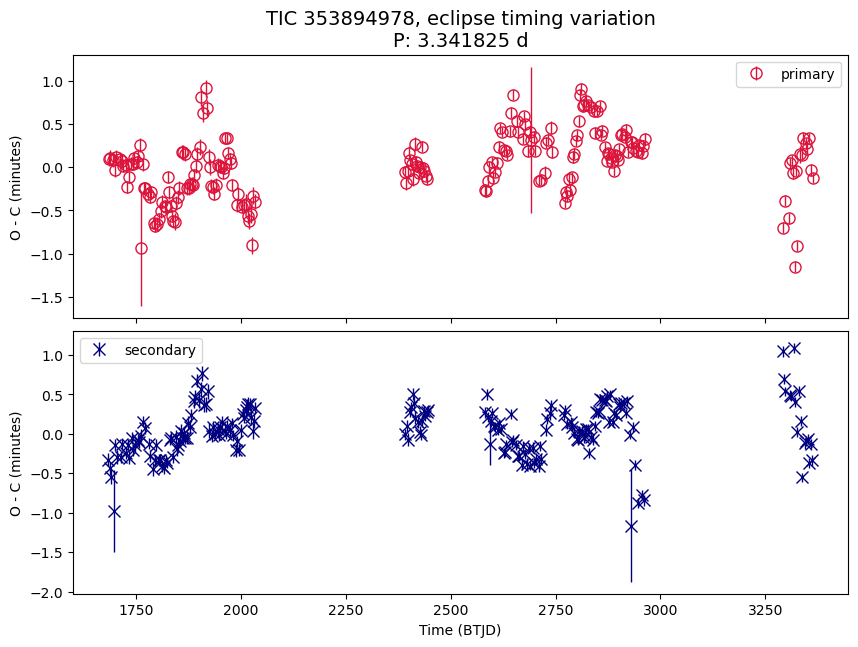 TIC 353894978, eclipse timing variation
P: 3.341825 d
primary
1.0
0.5
0.0
−0.5
−1.0
−1.5
O - C (minutes)
secondary
1.0
0.5
0.0
−0.5
−1.0
−1.5
−2.0
O - C (minutes)
1750 2000 2250 2500 2750 3000 3250
Time (BTJD)